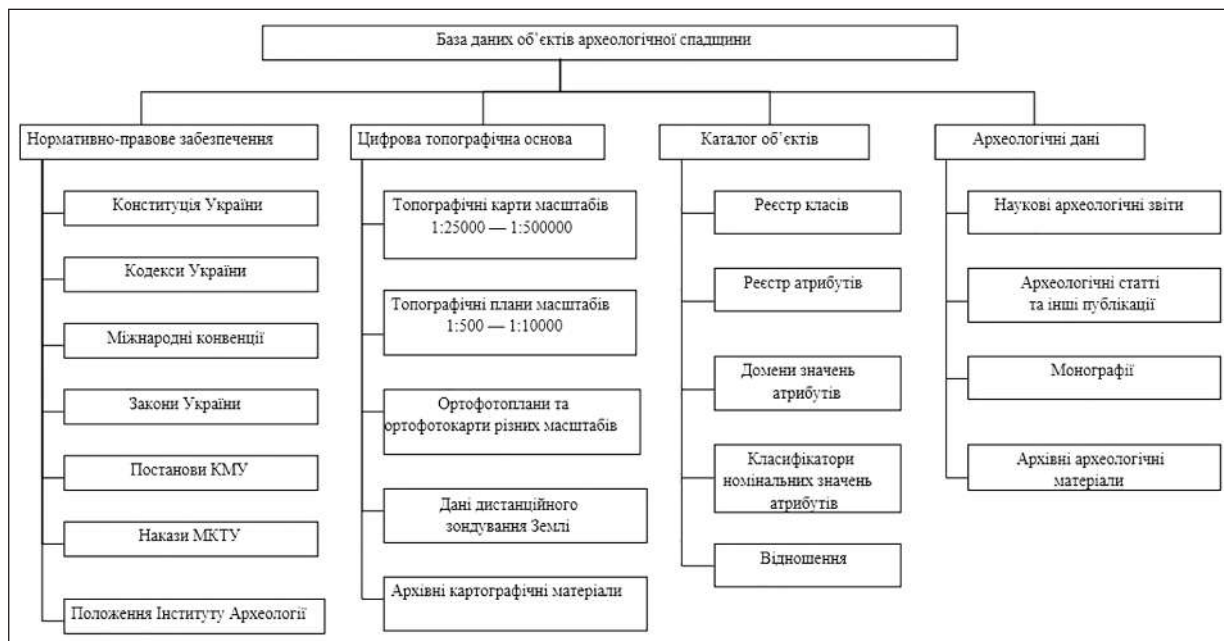 База даних об’єктів археологічної спадщини
Нормативно-правове забезпечення
Конституція України
Кодекси України
Міжнародні конвенції
Закони України
Постанови КМУ
Накази МКТУ
Положення Інституту Археології
Цифрова топографічна основа
Топографічні карти масштабів
1:25000 — 1:500000
Топографічні плани масштабів
1:500 — 1:10000
Ортофотоплани та
ортофотокарти різних масштабів
Дані дистанційного
зондування Землі
Архівні картографічні матеріали
Каталог об’єктів
Реєстр класів
Реєстр атрибутів
Домени значень
атрибутів
Класифікатори
номінальних значень
атрибутів
Відношення
Археологічні дані
Наукові археологічні звіти
Археологічні статті
та інші публікації
Монографії
Архівні археологічні
матеріали